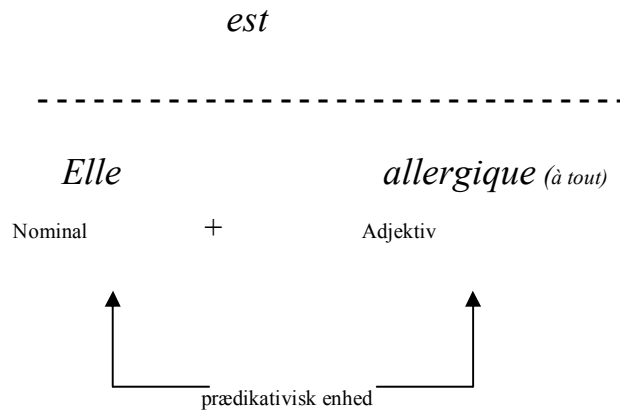 est
Elle allergique (à tout)
Nominal + Adjektiv
prædikativisk enhed